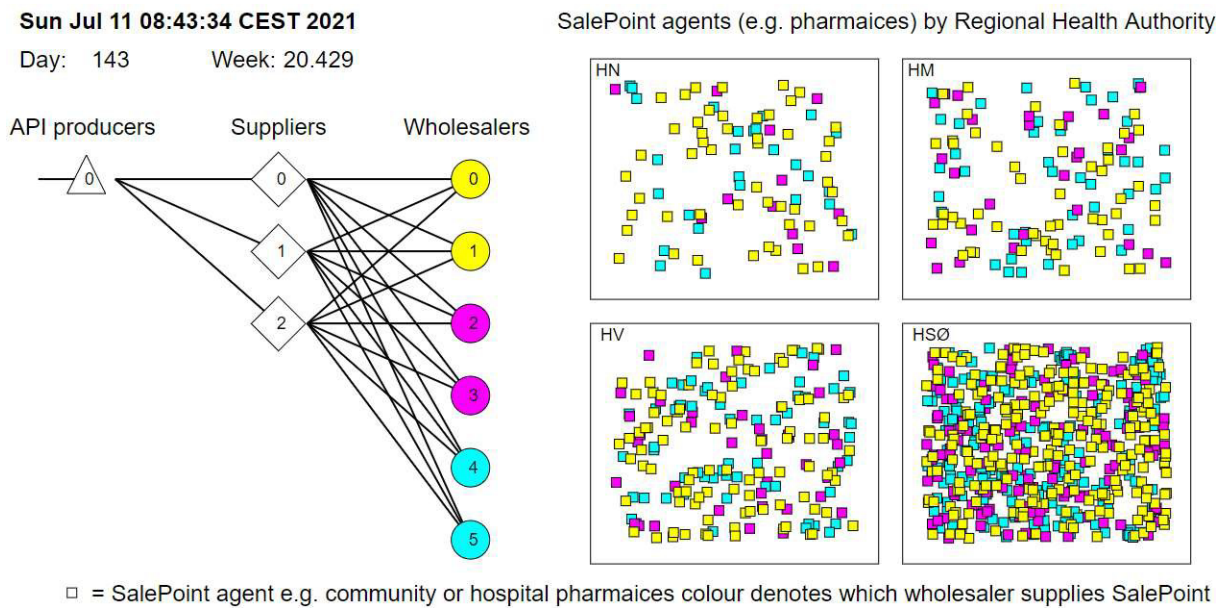 Sun Jul 11 08:43:34 CEST 2021
SalePoint agents (e.g. pharmaices) by Regional Health Authority
Day: 143 Week: 20.429
HN
HM
API producers Suppliers Wholesalers
0 0 0
1 1
2 2
HV
HSØ
3
4
5
= SalePoint agent e.g. community or hospital pharmaices colour denotes which wholesaler supplies SalePoint